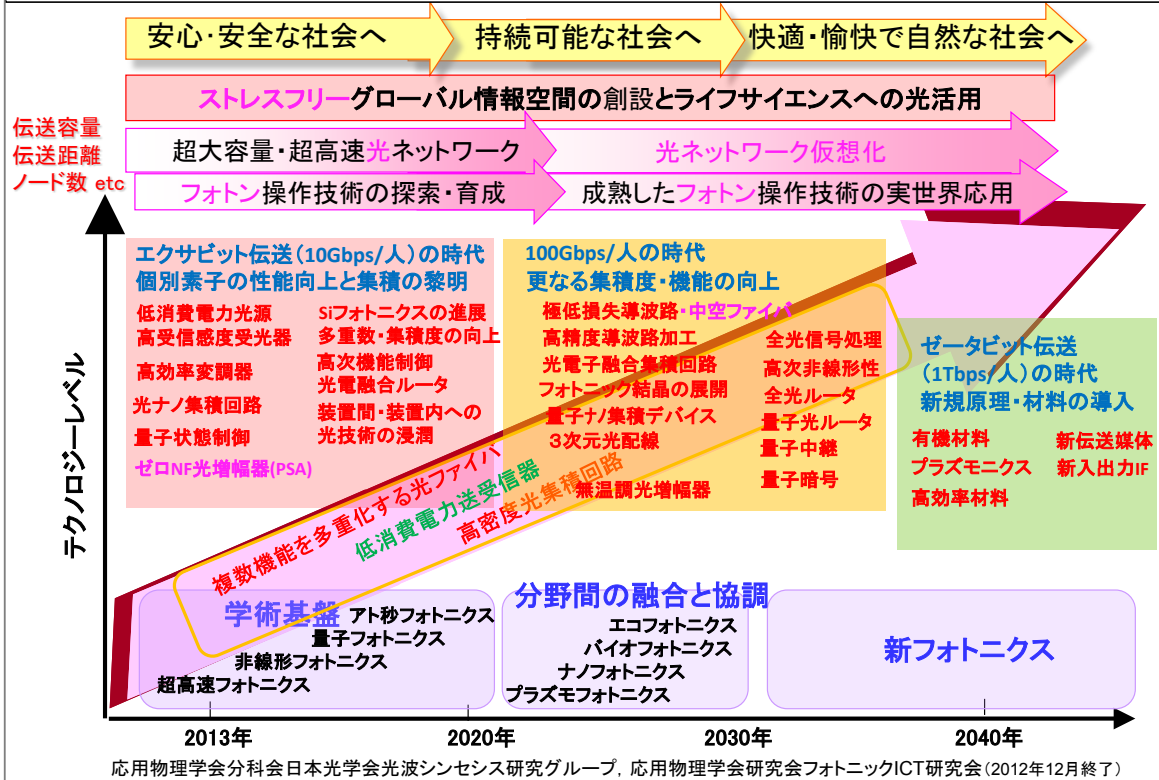 安心・安全な社会へ
持続可能な社会へ
快適・愉快で自然な社会へ
ストレスフリーグローバル情報空間の創設とライフサイエンスへの光活用
伝送容量
伝送距離
ノード数 etc
超大容量・超高速光ネットワーク
光ネットワーク仮想化
フォトン操作技術の探索・育成
成熟したフォトン操作技術の実世界応用
テクノロジーレベル
エクサビット伝送(10Gbps/人)の時代
個別素子の性能向上と集積の黎明
低消費電力光源
高受信感度受光器
高効率変調器
光ナノ集積回路
量子状態制御
ゼロNF光増幅器(PSA)
Siフォトニクスの進展
多重数・集積度の向上
高次機能制御
光電融合ルータ
装置間・装置内への
光技術の浸潤
100Gbps/人の時代
更なる集積度・機能の向上
極低損失導波路・中空ファイバ
高精度導波路加工
光電子融合集積回路
フォトニック結晶の展開
量子ナノ集積デバイス
3次元光配線
無温調光増幅器
全光信号処理
高次非線形性
全光ルータ
量子光ルータ
量子中継
量子暗号
ゼータビット伝送
(1Tbps/人)の時代
新規原理・材料の導入
有機材料
プラズモニクス
高効率材料
新伝送媒体
新入出力IF
複数機能を多重化する光ファイバ
低消費電力送受信器
高密度光集積回路
学術基盤
アト秒フォトニクス
量子フォトニクス
非線形フォトニクス
超高速フォトニクス
分野間の融合と協調
エコフォトニクス
バイオフォトニクス
ナノフォトニクス
プラズモフォトニクス
新フォトニクス
2013年
2020年
2030年
2040年
応用物理学会分科会日本光学会光波シンセシス研究グループ, 応用物理学会研究会フォトニックICT研究会(2012年12月終了)